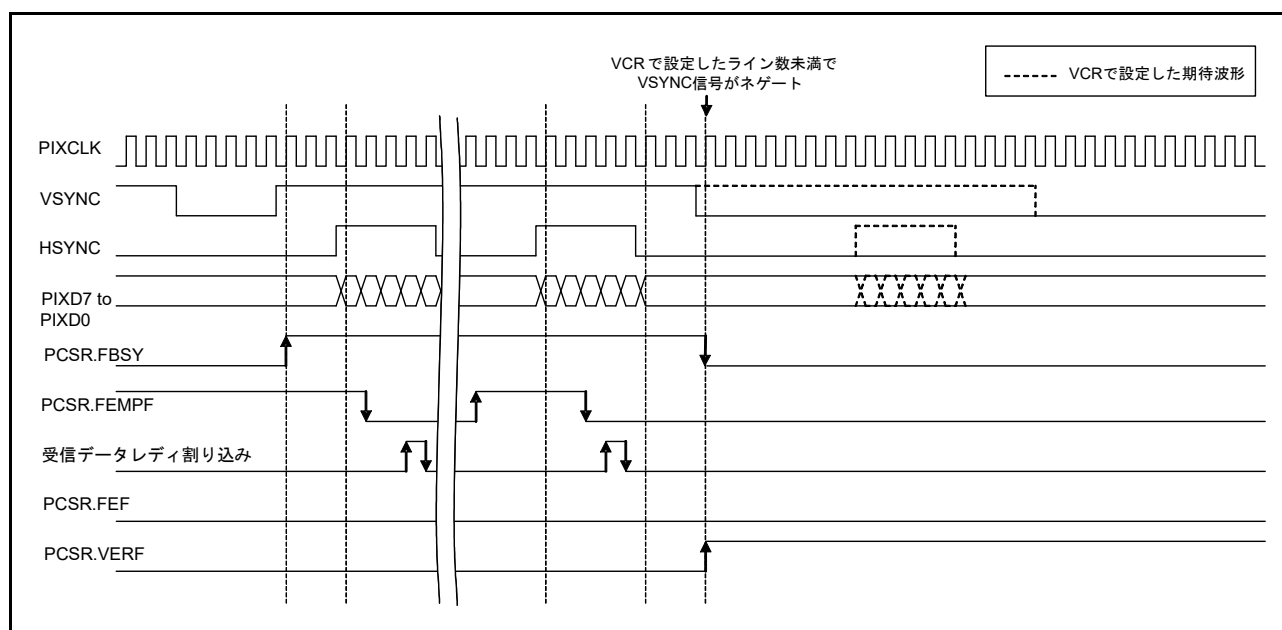 VCRで設定したライン数未満で
VSYNC信号がネゲート
VCRで設定した期待波形
PIXCLK
VSYNC
HSYNC
PIXD7 to
PIXD0
PCSR.FBSY
PCSR.FEMPF
受信データレディ割り込み
PCSR.FEF
PCSR.VERF